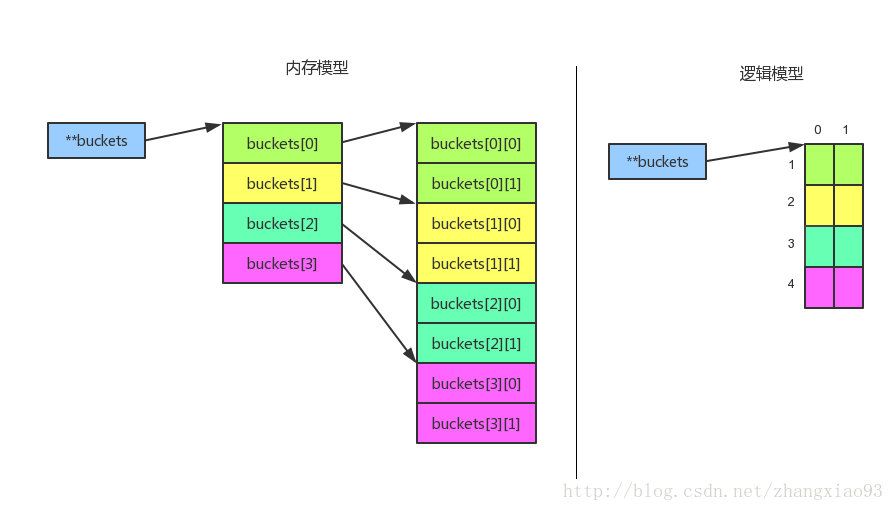 内存模型
**buckets
buckets[0]
buckets[1]
buckets[2]
buckets[3]
buckets[0][0]
buckets[0][1]
buckets[1][0]
buckets[1][1]
buckets[2][0]
buckets[2][1]
buckets[3][0]
buckets[3][1]
逻辑模型
**buckets
0 1
1
2
3
4
http://blog.csdn.net/zhangxiao93